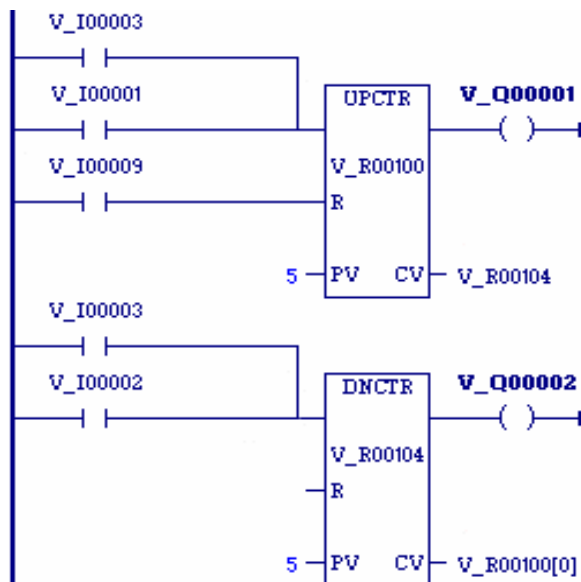 V_I00003
V_I00001
UPCTR
V_Q00001
V_I00009
V_R00100
R
5
PV
CV
V_R00104
V_I00003
V_I00002
DNCTR
V_Q00002
V_R00104
R
5
PV
CV
V_R00100[0]